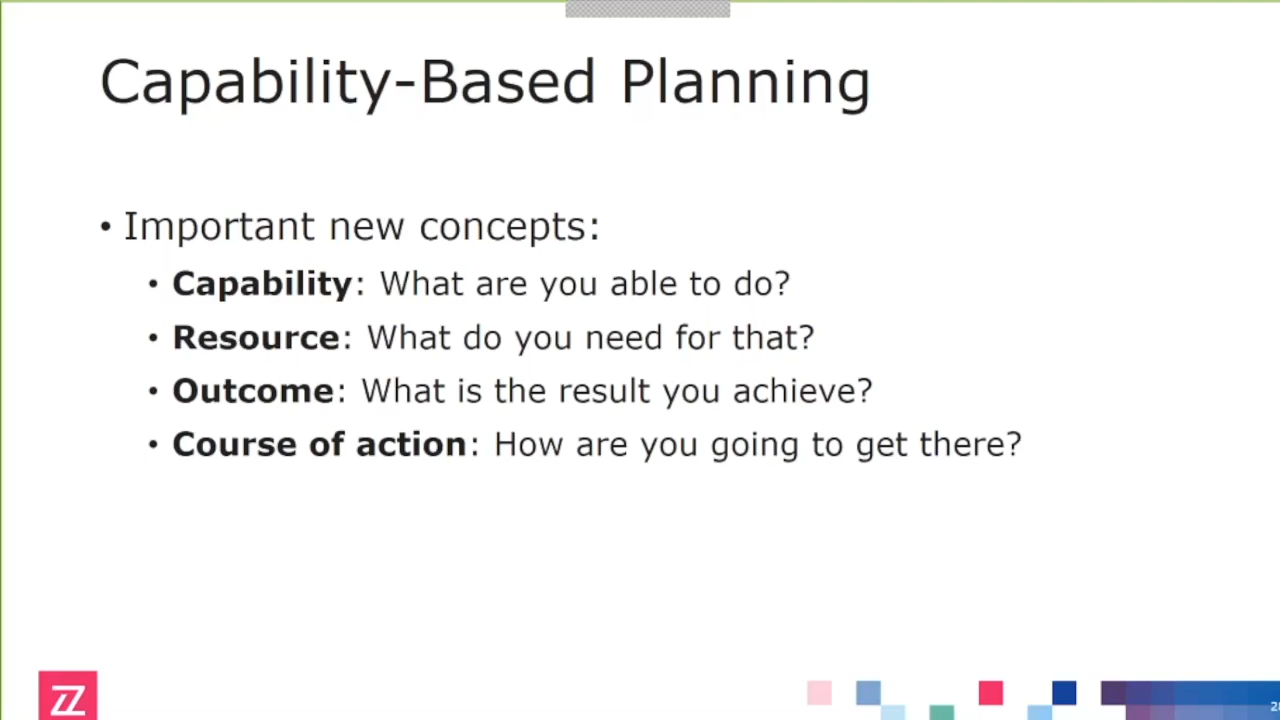 Capability-Based Planning
• Important new concepts:
• Capability: What are you able to do?
• Resource: What do you need for that?
• Outcome: What is the result you achieve?
• Course of action: How are you going to get there?